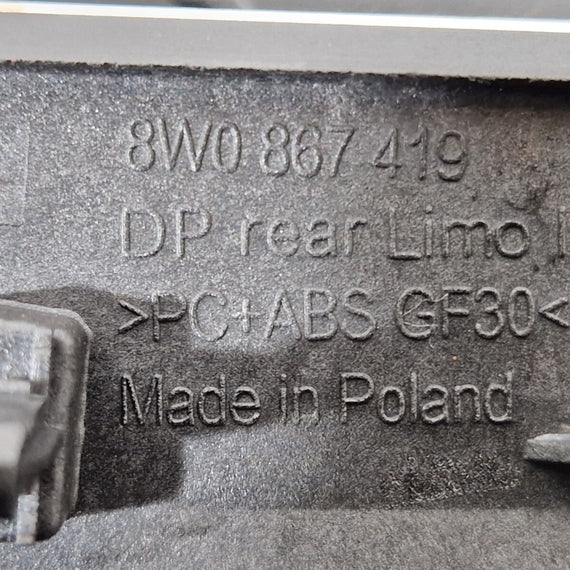 8W0 867 419
DP rear Limo
>PC+ABS GF30<
Made in Poland